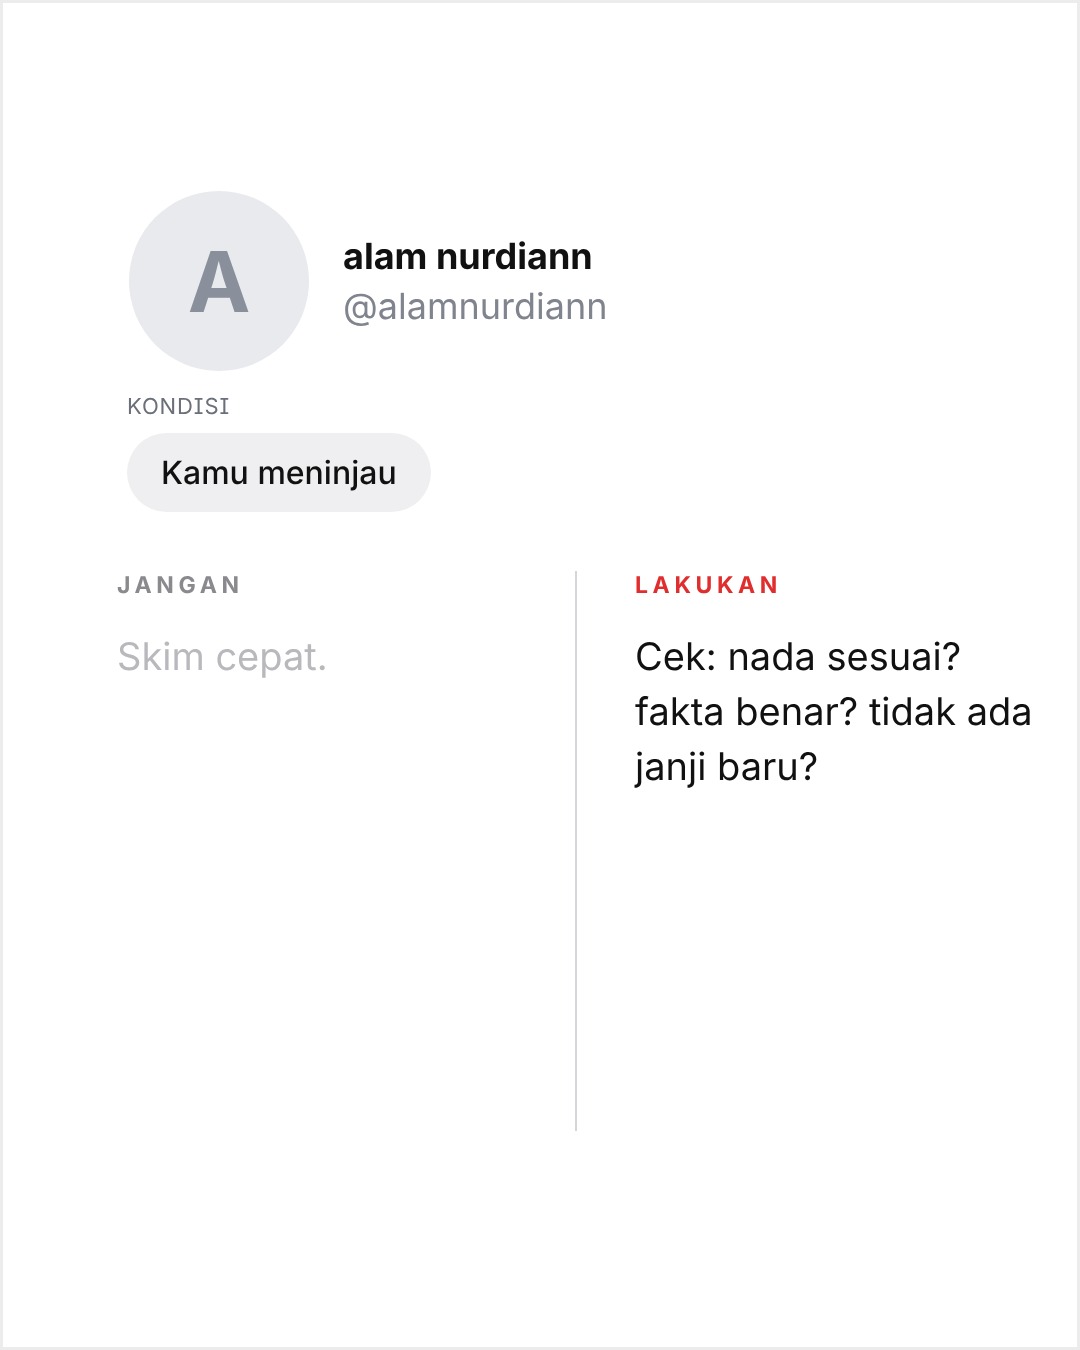 A
alam nurdiann
@alamnurdiann
KONDISI
Kamu meninjau
JANGAN
Skim cepat.
LAKUKAN
Cek: nada sesuai?
fakta benar? tidak ada
janji baru?